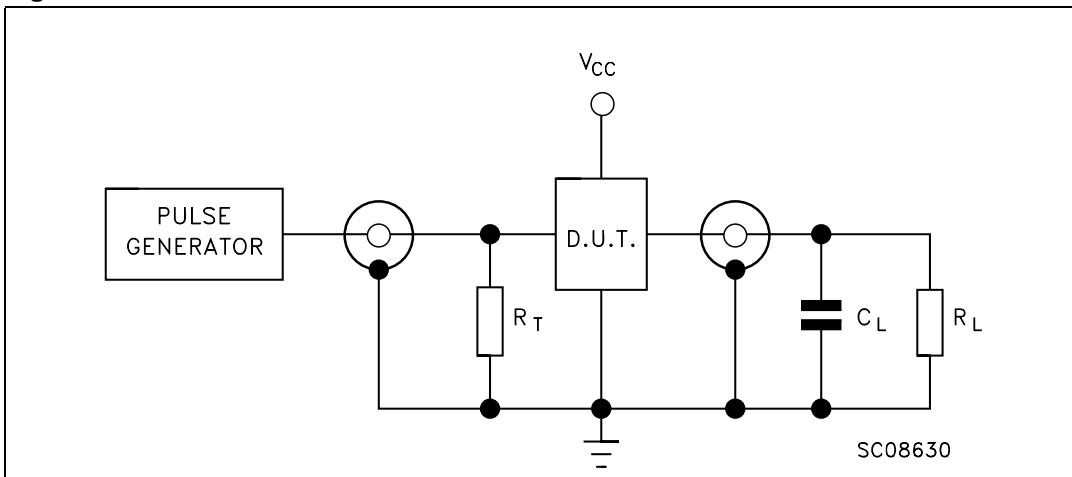 VCC
PULSE
GENERATOR
D.U.T.
RT
CL
RL
SC08630